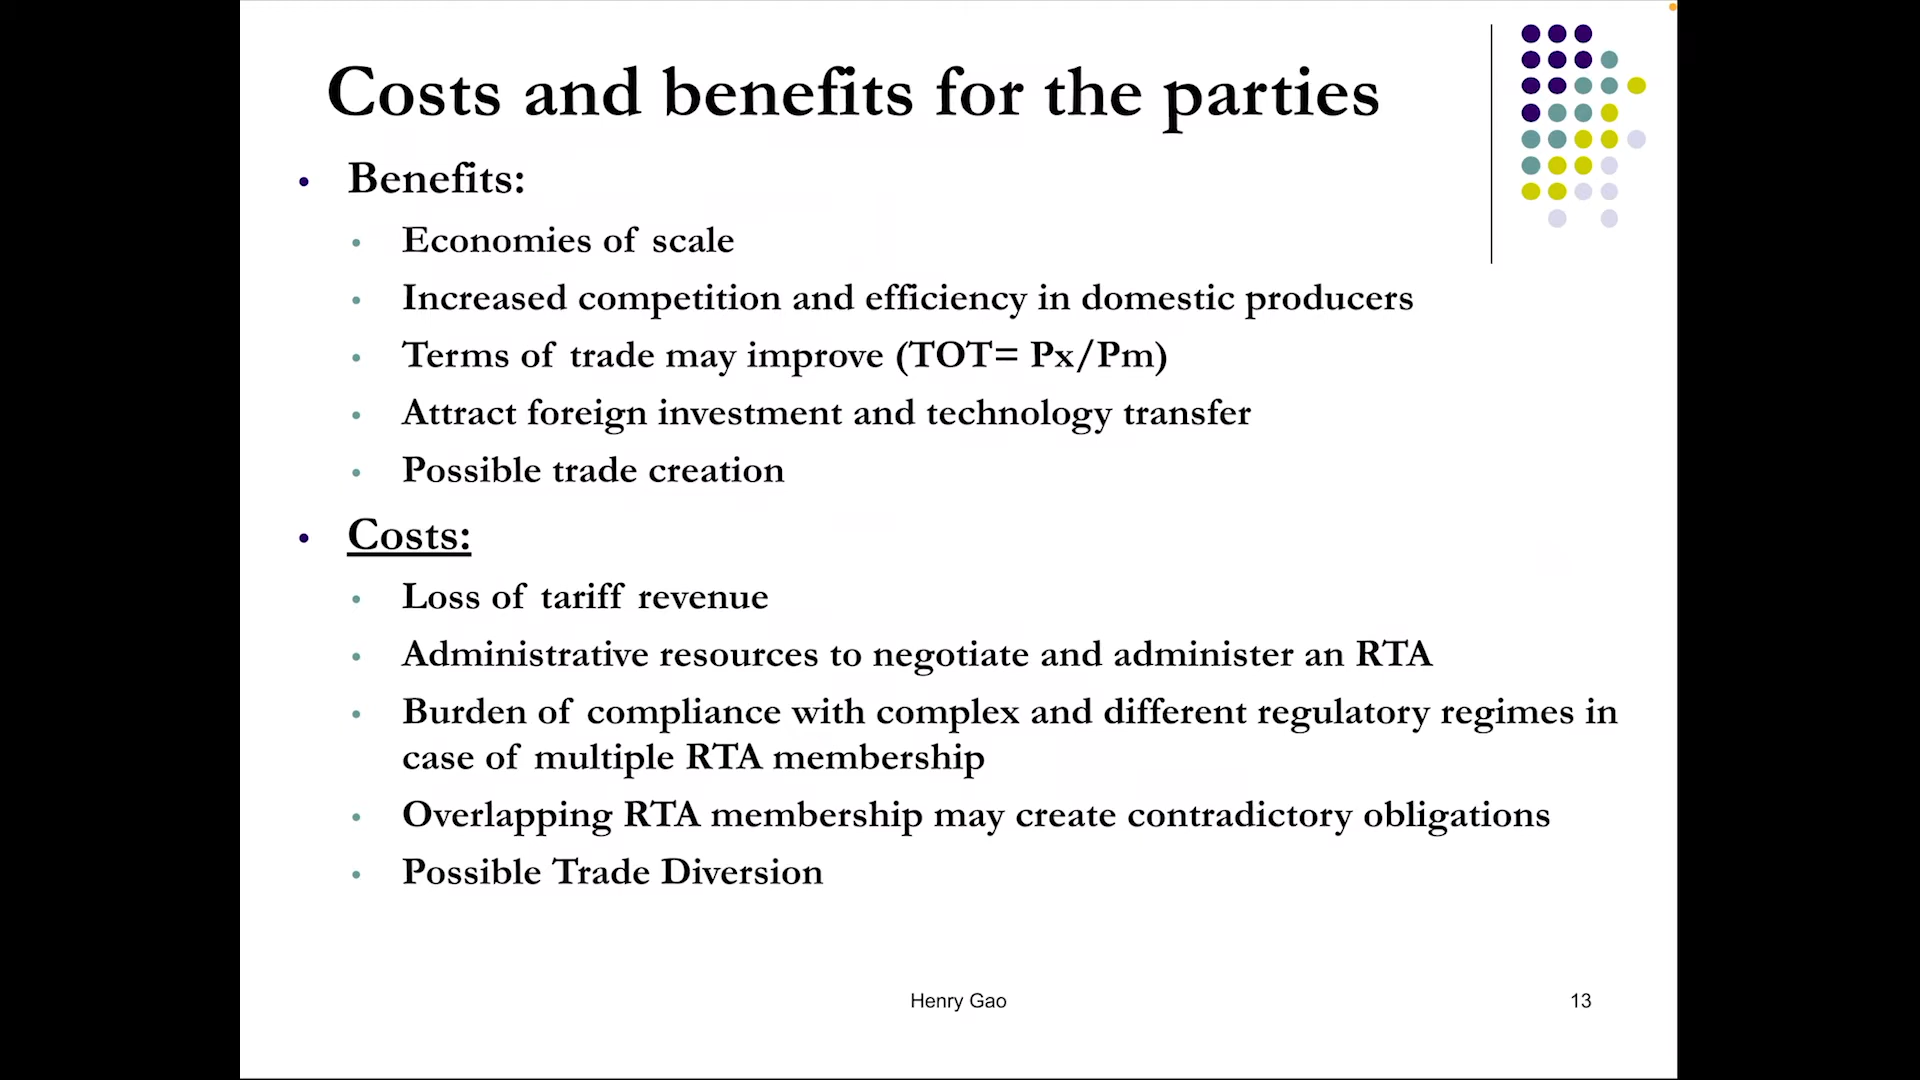 Costs and benefits for the parties
• Benefits:
• Economies of scale
• Increased competition and efficiency in domestic producers
• Terms of trade may improve (TOT= Px/Pm)
• Attract foreign investment and technology transfer
• Possible trade creation
• Costs:
• Loss of tariff revenue
• Administrative resources to negotiate and administer an RTA
• Burden of compliance with complex and different regulatory regimes in
case of multiple RTA membership
• Overlapping RTA membership may create contradictory obligations
• Possible Trade Diversion
Henry Gao
13